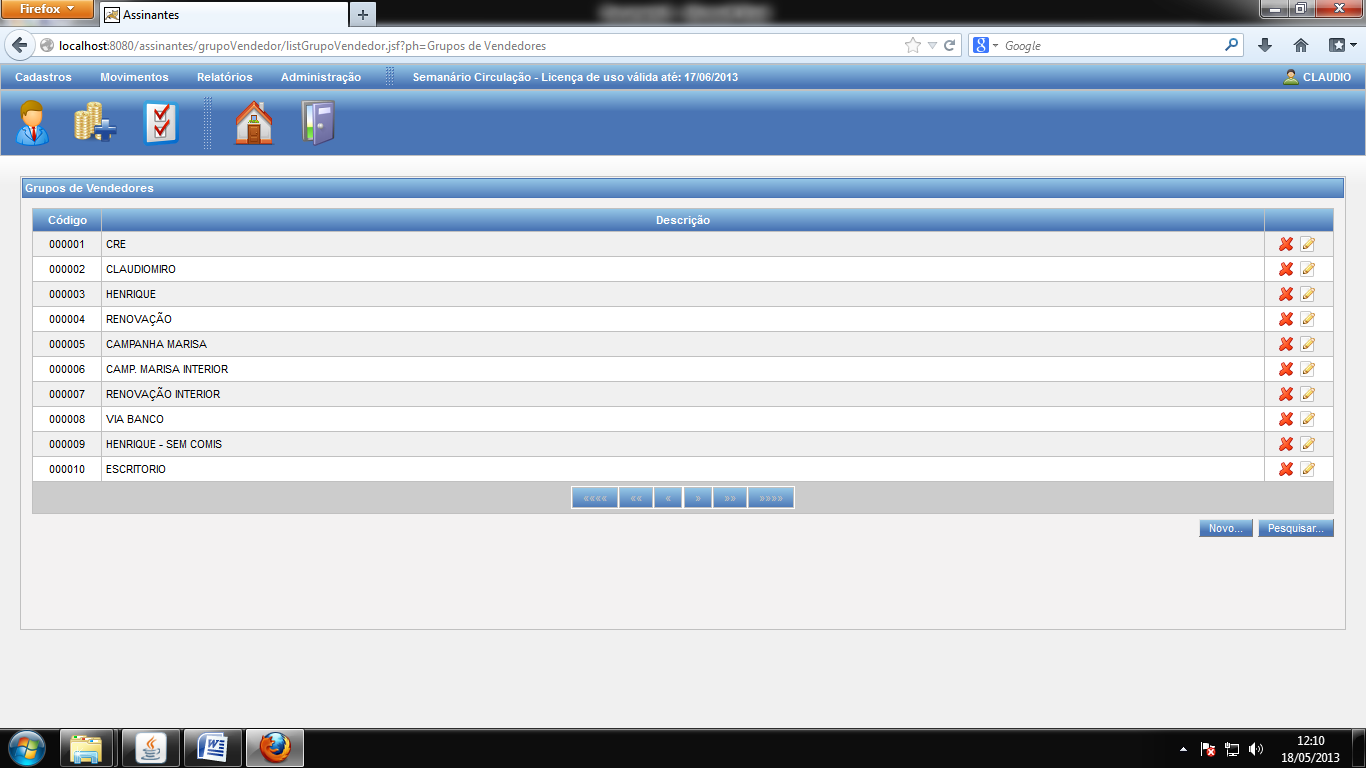 Firefox
Assinantes
localhost:8080/assinantes/grupoVendedor/listGrupoVendedor.jsf?ph=Grupos de Vendedores
Google
Cadastros Movimentos Relatórios Administração Semanário Circulação - Licença de uso válida até: 17/06/2013 CLAUDIO
Grupos de Vendedores
Código Descrição
000001 CRE
000002 CLAUDIOMIRO
000003 HENRIQUE
000004 RENOVAÇÃO
000005 CAMPANHA MARISA
000006 CAMP. MARISA INTERIOR
000007 RENOVAÇÃO INTERIOR
000008 VIA BANCO
000009 HENRIQUE - SEM COMIS
000010 ESCRITORIO
«««« «« « » »» »»»»
Novo... Pesquisar...
12:10
18/05/2013